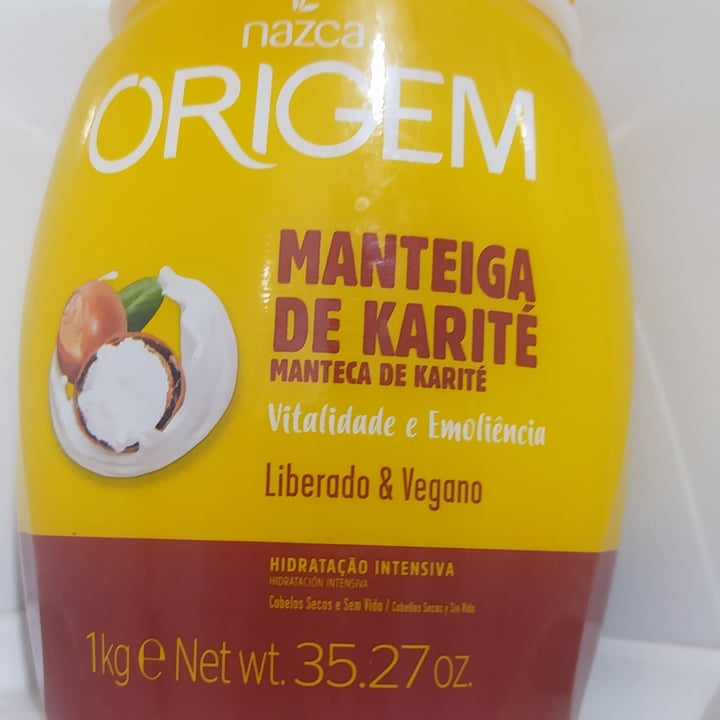 nazca
ORIGEM
MANTEIGA
DE KARITÉ
MANTECA DE KARITÉ
Vitalidade e Emoliência
Liberado & Vegano
HIDRATAÇÃO INTENSIVA
HIDRATACIÓN INTENSIVA
Cabelos Secos e Sem Vida / Cabellos Secos y Sin Vida
1kg e Net wt. 35.27 oz.